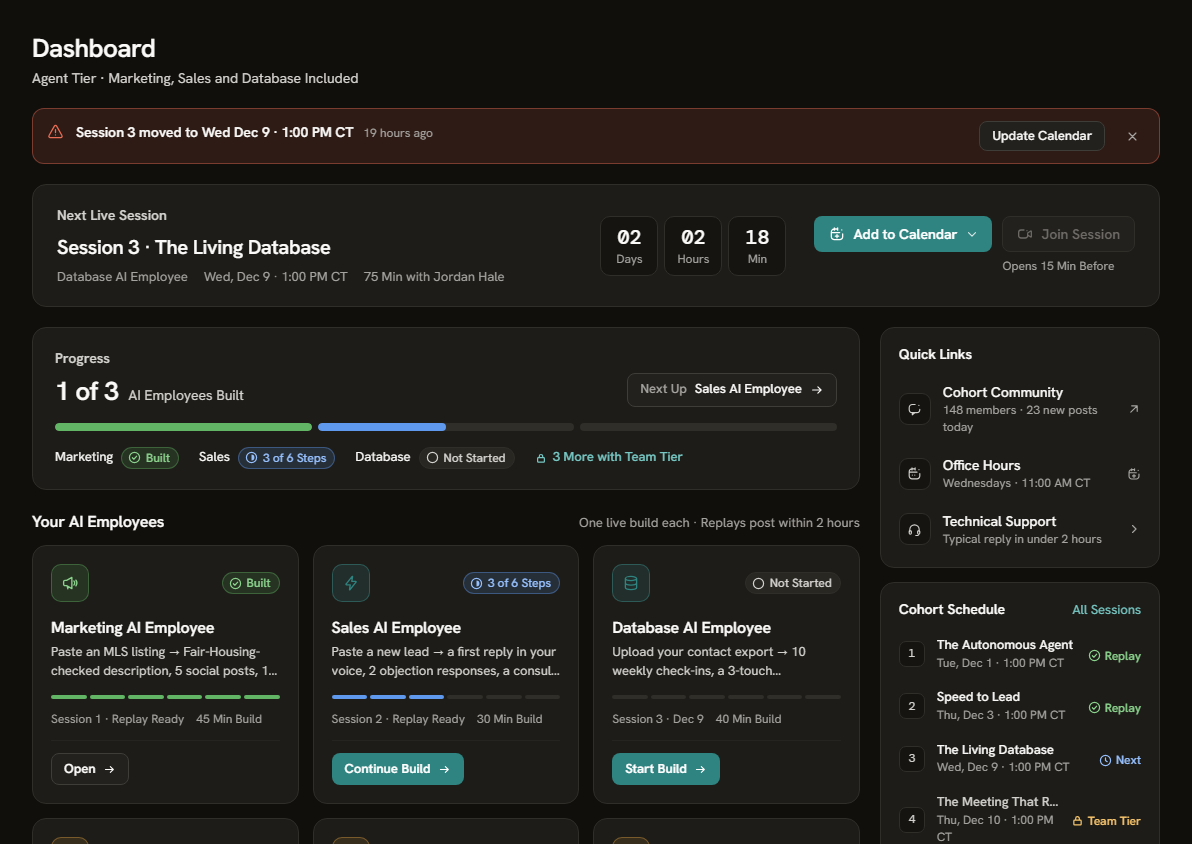 Dashboard
Agent Tier · Marketing, Sales and Database Included
Session 3 moved to Wed Dec 9 · 1:00 PM CT 19 hours ago
Update Calendar
Next Live Session
Session 3 · The Living Database
Database AI Employee Wed, Dec 9 · 1:00 PM CT 75 Min with Jordan Hale
02 02 18
Days Hours Min
Add to Calendar
Join Session
Opens 15 Min Before
Progress
1 of 3 AI Employees Built
Next Up Sales AI Employee →
Marketing Built Sales 3 of 6 Steps Database Not Started 3 More with Team Tier
Quick Links
Cohort Community
148 members · 23 new posts
today
Office Hours
Wednesdays · 11:00 AM CT
Technical Support
Typical reply in under 2 hours
Your AI Employees
One live build each · Replays post within 2 hours
Built
Marketing AI Employee
Paste an MLS listing → Fair-Housing-
checked description, 5 social posts, 1...
Session 1 · Replay Ready 45 Min Build
Open →
3 of 6 Steps
Sales AI Employee
Paste a new lead → a first reply in your
voice, 2 objection responses, a consul...
Session 2 · Replay Ready 30 Min Build
Continue Build →
Not Started
Database AI Employee
Upload your contact export → 10
weekly check-ins, a 3-touch...
Session 3 · Dec 9 40 Min Build
Start Build →
Cohort Schedule
All Sessions
1 The Autonomous Agent
Tue, Dec 1 · 1:00 PM CT
Replay
2 Speed to Lead
Thu, Dec 3 · 1:00 PM CT
Replay
3 The Living Database
Wed, Dec 9 · 1:00 PM CT
Next
4 The Meeting That R...
Thu, Dec 10 · 1:00 PM
CT
Team Tier